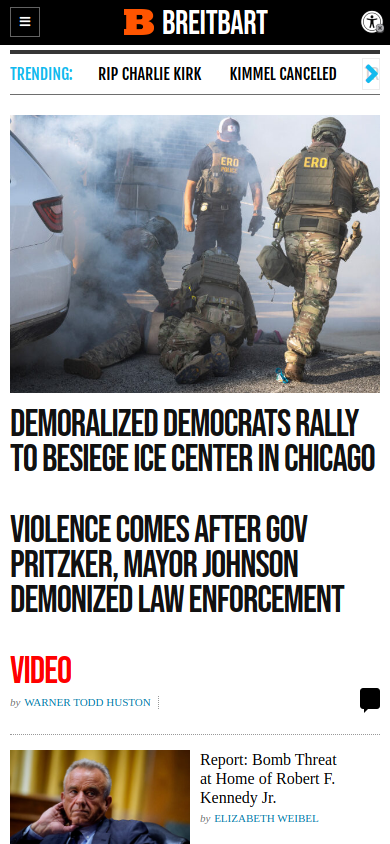 BREITBART
TRENDING: RIP CHARLIE KIRK KIMMEL CANCELED
ERO
ERO
DEMORALIZED DEMOCRATS RALLY
TO BESIEGE ICE CENTER IN CHICAGO
VIOLENCE COMES AFTER GOV
PRITZKER, MAYOR JOHNSON
DEMONIZED LAW ENFORCEMENT
VIDEO
by WARNER TODD HUSTON
Report: Bomb Threat
at Home of Robert F.
Kennedy Jr.
by ELIZABETH WEIBEL